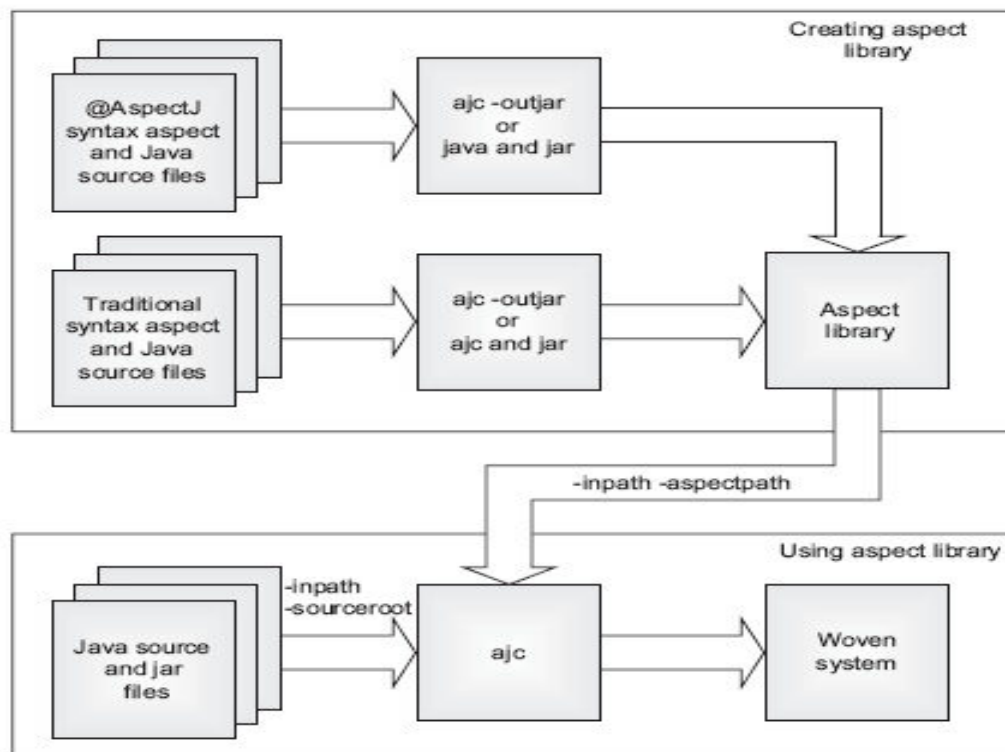 Creating aspect
library
@AspectJ
syntax aspect
and Java
source files
ajc -outjar
or
java and jar
Traditional
syntax aspect
and Java
source files
ajc -outjar
or
ajc and jar
Aspect
library
-inpath -aspectpath
Using aspect library
Java source
and jar
files
-inpath
-sourceroot
ajc
Woven
system